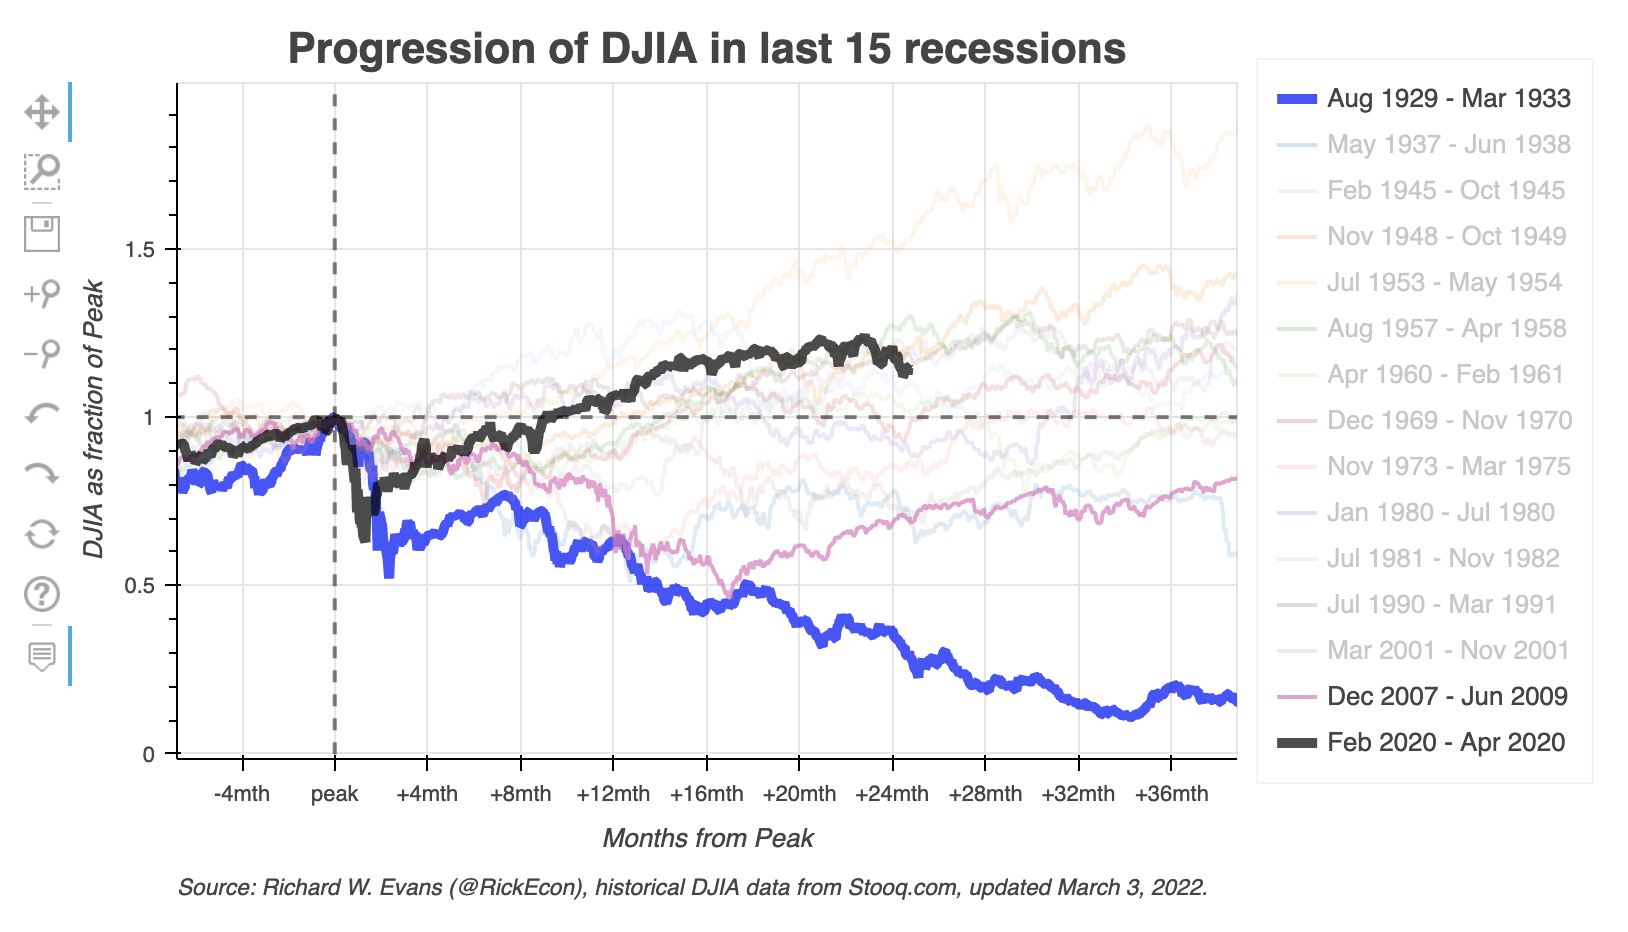 Progression of DJIA in last 15 recessions
DJIA as fraction of Peak
1.5
1
0.5
0
-4mth
peak
+4mth
+8mth
+12mth
+16mth
+20mth
+24mth
+28mth
+32mth
+36mth
Months from Peak
Source: Richard W. Evans (@RickEcon), historical DJIA data from Stooq.com, updated March 3, 2022.
Aug 1929 - Mar 1933
May 1937 - Jun 1938
Feb 1945 - Oct 1945
Nov 1948 - Oct 1949
Jul 1953 - May 1954
Aug 1957 - Apr 1958
Apr 1960 - Feb 1961
Dec 1969 - Nov 1970
Nov 1973 - Mar 1975
Jan 1980 - Jul 1980
Jul 1981 - Nov 1982
Jul 1990 - Mar 1991
Mar 2001 - Nov 2001
Dec 2007 - Jun 2009
Feb 2020 - Apr 2020